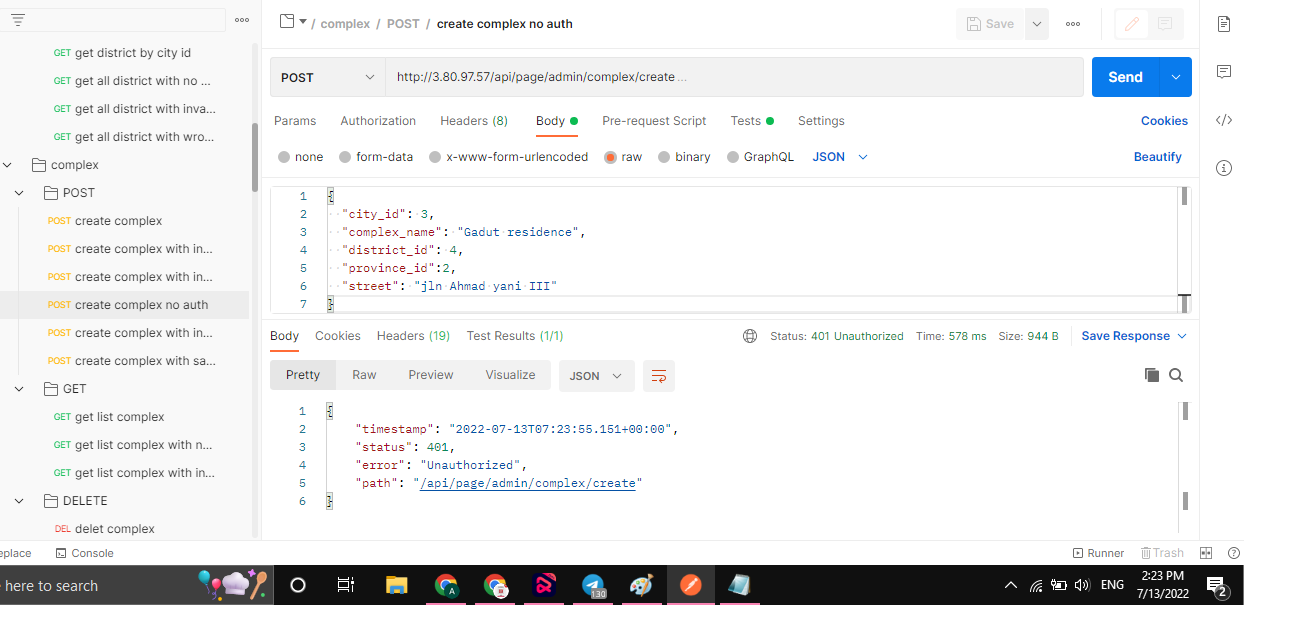 GET get district by city id
GET get all district with no ...
GET get all district with inva...
GET get all district with wro...
complex
POST
POST create complex
POST create complex with in...
POST create complex with in...
POST create complex no auth
POST create complex with in...
POST create complex with sa...
GET
GET get list complex
GET get list complex with n...
GET get list complex with in...
DELETE
DEL delet complex
/ complex / POST / create complex no auth
Save
POST
http://3.80.97.57/api/page/admin/complex/create ...
Send
Params Authorization Headers (8) Body Pre-request Script Tests Settings Cookies
none form-data x-www-form-urlencoded raw binary GraphQL JSON Beautify
1 {
2 "city_id": 3,
3 "complex_name": "Gadut residence",
4 "district_id": 4,
5 "province_id":2,
6 "street": "jln Ahmad yani III"
7 }
Body Cookies Headers (19) Test Results (1/1) Status: 401 Unauthorized Time: 578 ms Size: 944 B Save Response
Pretty Raw Preview Visualize JSON
1 {
2 "timestamp": "2022-07-13T07:23:55.151+00:00",
3 "status": 401,
4 "error": "Unauthorized",
5 "path": "/api/page/admin/complex/create"
6 }
eplace Console Runner Trash
here to search
A
130
ENG
2:23 PM
7/13/2022
2